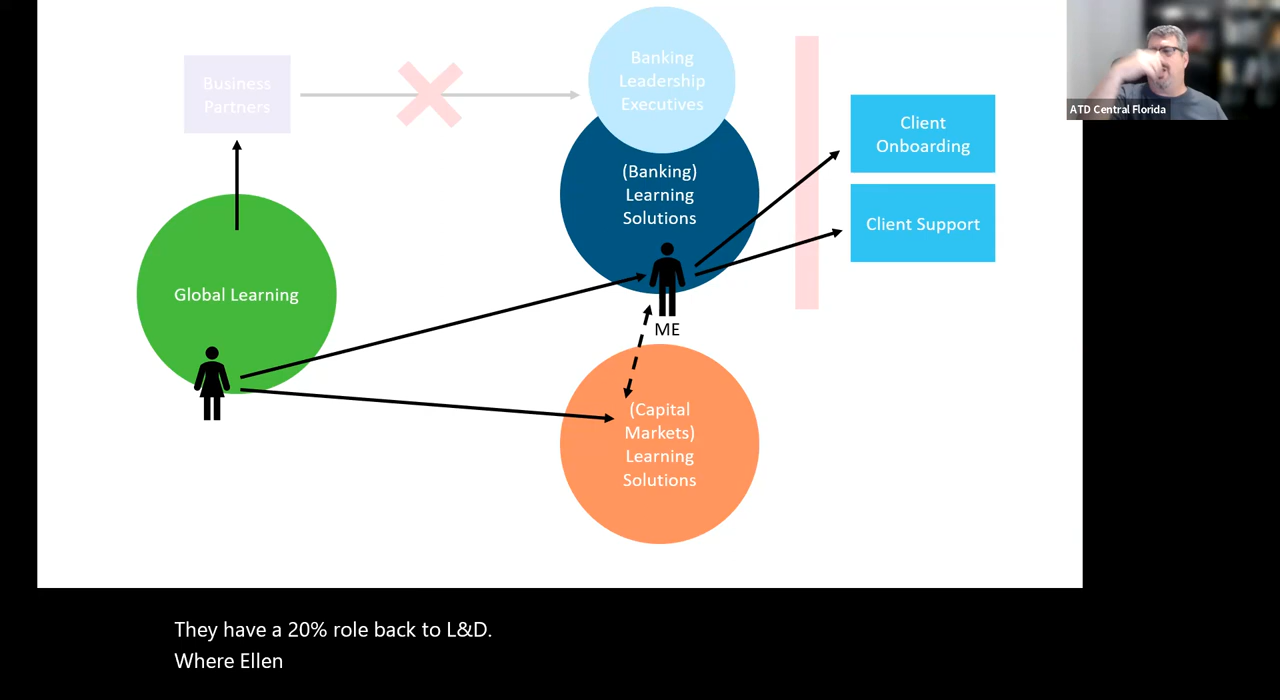 Business
Partners
Banking
Leadership
Executives
(Banking)
Learning
Solutions
Client
Onboarding
Client Support
Global Learning
ME
(Capital
Markets)
Learning
Solutions
ATD Central Florida
They have a 20% role back to L&D.
Where Ellen